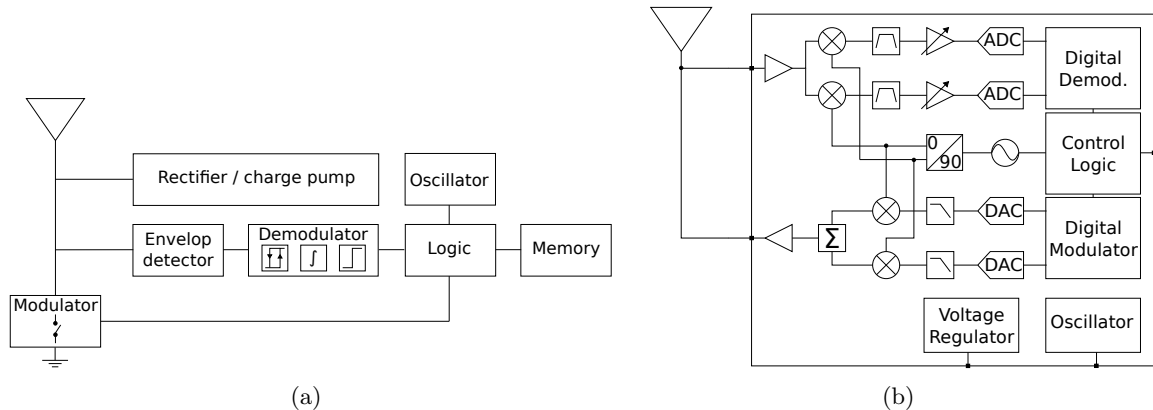 Rectifier / charge pump
Oscillator
Envelop
detector
Demodulator
∫
Logic
Memory
Modulator
(a)
ADC
Digital
Demod.
ADC
0
90
Control
Logic
DAC
Σ
Digital
Modulator
DAC
Voltage
Regulator
Oscillator
(b)